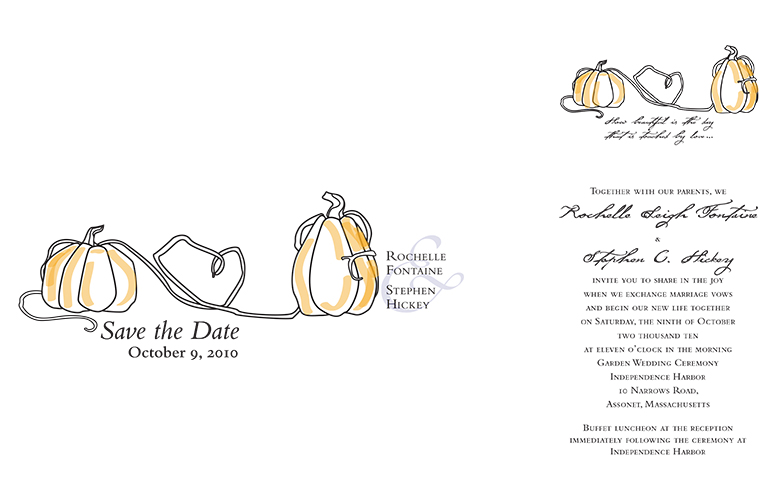 Rochelle
Fontaine
&
Stephen
Hickey
Save the Date
October 9, 2010
How beautiful is the day
that is touched by love...
Together with our parents, we
Rochelle Leigh Fontaine
&
Stephen C. Hickey
invite you to share in the joy
when we exchange marriage vows
and begin our new life together
on Saturday, the ninth of October
two thousand ten
at eleven o'clock in the morning
Garden Wedding Ceremony
Independence Harbor
10 Narrows Road,
Assonet, Massachusetts
Buffet luncheon at the reception
immediately following the ceremony at
Independence Harbor